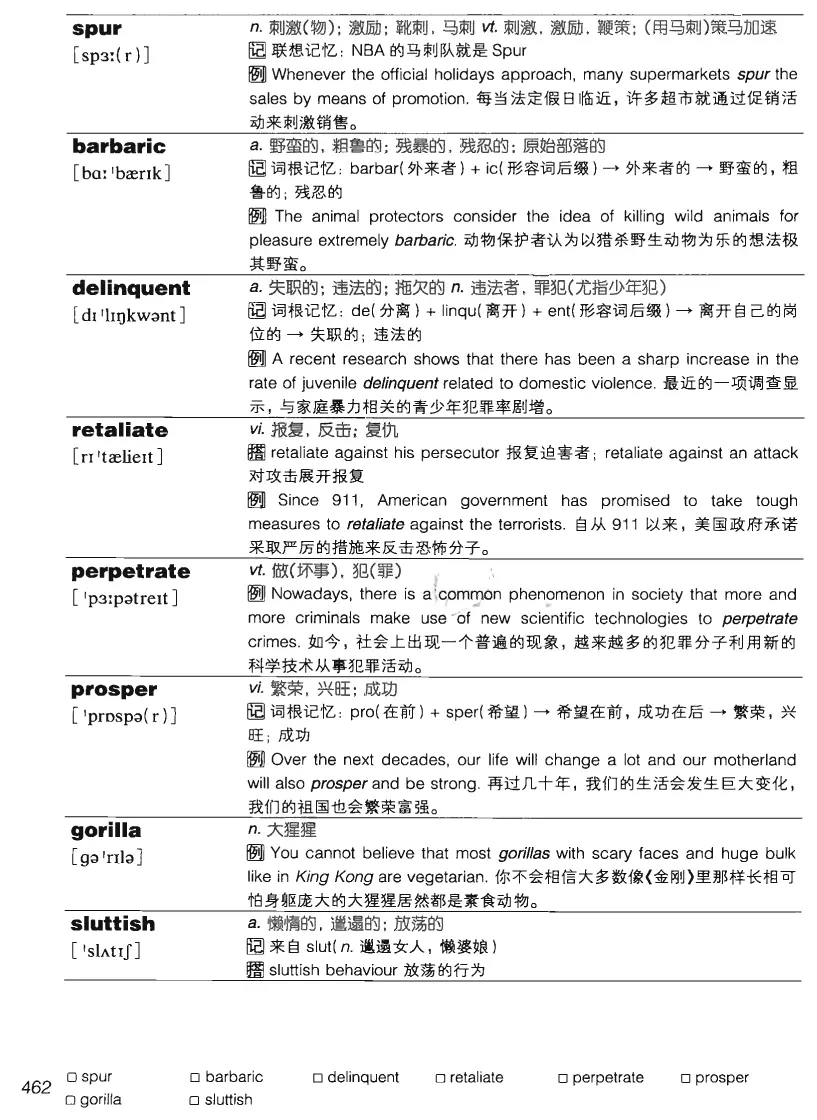 spur n. 刺激(物)；激励；靴刺，马刺 vt. 刺激，激励，鞭策；(用马刺)策马加速
[spɜː(r)] 记 联想记忆：NBA 的马刺队就是 Spur
例 Whenever the official holidays approach, many supermarkets spur the
sales by means of promotion. 每当法定假日临近，许多超市就通过促销活
动来刺激销售。
barbaric a. 野蛮的，粗鲁的；残暴的，残忍的；原始部落的
[bɑːˈbærɪk] 记 词根记忆：barbar(外来者) + ic(形容词后缀) → 外来者的 → 野蛮的，粗
鲁的；残忍的
例 The animal protectors consider the idea of killing wild animals for
pleasure extremely barbaric. 动物保护者认为以猎杀野生动物为乐的想法极
其野蛮。
delinquent a. 失职的；违法的；拖欠的 n. 违法者，罪犯(尤指少年犯)
[dɪˈlɪŋkwənt] 记 词根记忆：de(分离) + linqu(离开) + ent(形容词后缀) → 离开自己的岗
位的 → 失职的；违法的
例 A recent research shows that there has been a sharp increase in the
rate of juvenile delinquent related to domestic violence. 最近的一项调查显
示，与家庭暴力相关的青少年犯罪率剧增。
retaliate vi. 报复，反击；复仇
[rɪˈtælieɪt] 搭 retaliate against his persecutor 报复迫害者；retaliate against an attack
对攻击展开报复
例 Since 911, American government has promised to take tough
measures to retaliate against the terrorists. 自从 911 以来，美国政府承诺
采取严厉的措施来反击恐怖分子。
perpetrate vt. 做(坏事)，犯(罪)
[ˈpɜːpətreɪt] 例 Nowadays, there is a common phenomenon in society that more and
more criminals make use of new scientific technologies to perpetrate
crimes. 如今，社会上出现一个普遍的现象，越来越多的犯罪分子利用新的
科学技术从事犯罪活动。
prosper vi. 繁荣，兴旺；成功
[ˈprɒspə(r)] 记 词根记忆：pro(在前) + sper(希望) → 希望在前，成功在后 → 繁荣，兴
旺；成功
例 Over the next decades, our life will change a lot and our motherland
will also prosper and be strong. 再过几十年，我们的生活会发生巨大变化，
我们的祖国也会繁荣富强。
gorilla n. 大猩猩
[gəˈrɪlə] 例 You cannot believe that most gorillas with scary faces and huge bulk
like in King Kong are vegetarian. 你不会相信大多数像《金刚》里那样长相可
怕身躯庞大的大猩猩居然都是素食动物。
sluttish a. 懒惰的，邋遢的；放荡的
[ˈslʌtɪʃ] 记 来自 slut(n. 邋遢女人，懒婆娘)
搭 sluttish behaviour 放荡的行为
462 □ spur □ barbaric □ delinquent □ retaliate □ perpetrate □ prosper
□ gorilla □ sluttish